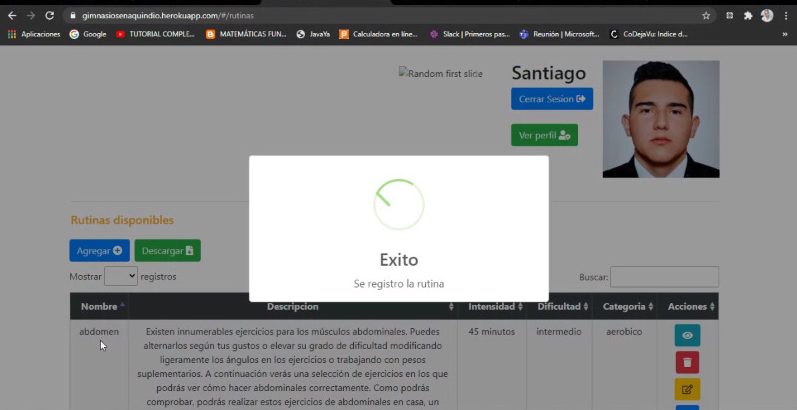 gimnasiosenaquindio.herokuapp.com/#/rutinas
Aplicaciones Google TUTORIAL COMPLE... MATEMÁTICAS FUN... JavaYa Calculadora en líne... Slack | Primeros pas... Reunión | Microsoft... CoDejaVu: Indice d... »
Random first slide
Santiago
Cerrar Sesion
Ver perfil
Exito
Se registro la rutina
Rutinas disponibles
Agregar Descargar
Mostrar registros Buscar:
Nombre Descripcion Intensidad Dificultad Categoria Acciones
abdomen Existen innumerables ejercicios para los músculos abdominales. Puedes 45 minutos intermedio aerobico
alternarlos según tus gustos o elevar su grado de dificultad modificando
ligeramente los ángulos en los ejercicios o trabajando con pesos
suplementarios. A continuación verás una selección de ejercicios en los que
podrás ver cómo hacer abdominales correctamente. Como podrás
comprobar, podrás realizar estos ejercicios de abdominales en casa, un